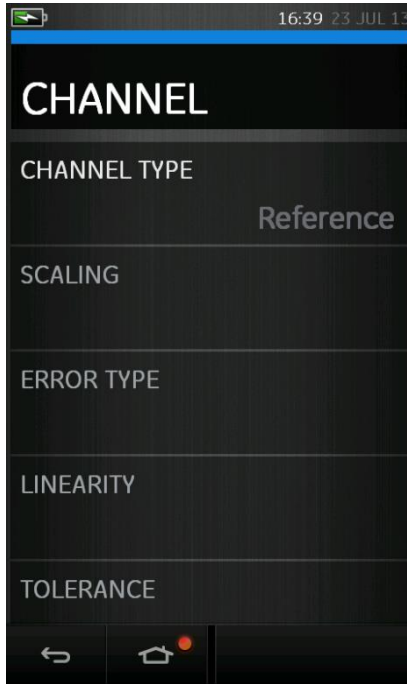 16:39 23 JUL 13
CHANNEL
CHANNEL TYPE
Reference
SCALING
ERROR TYPE
LINEARITY
TOLERANCE